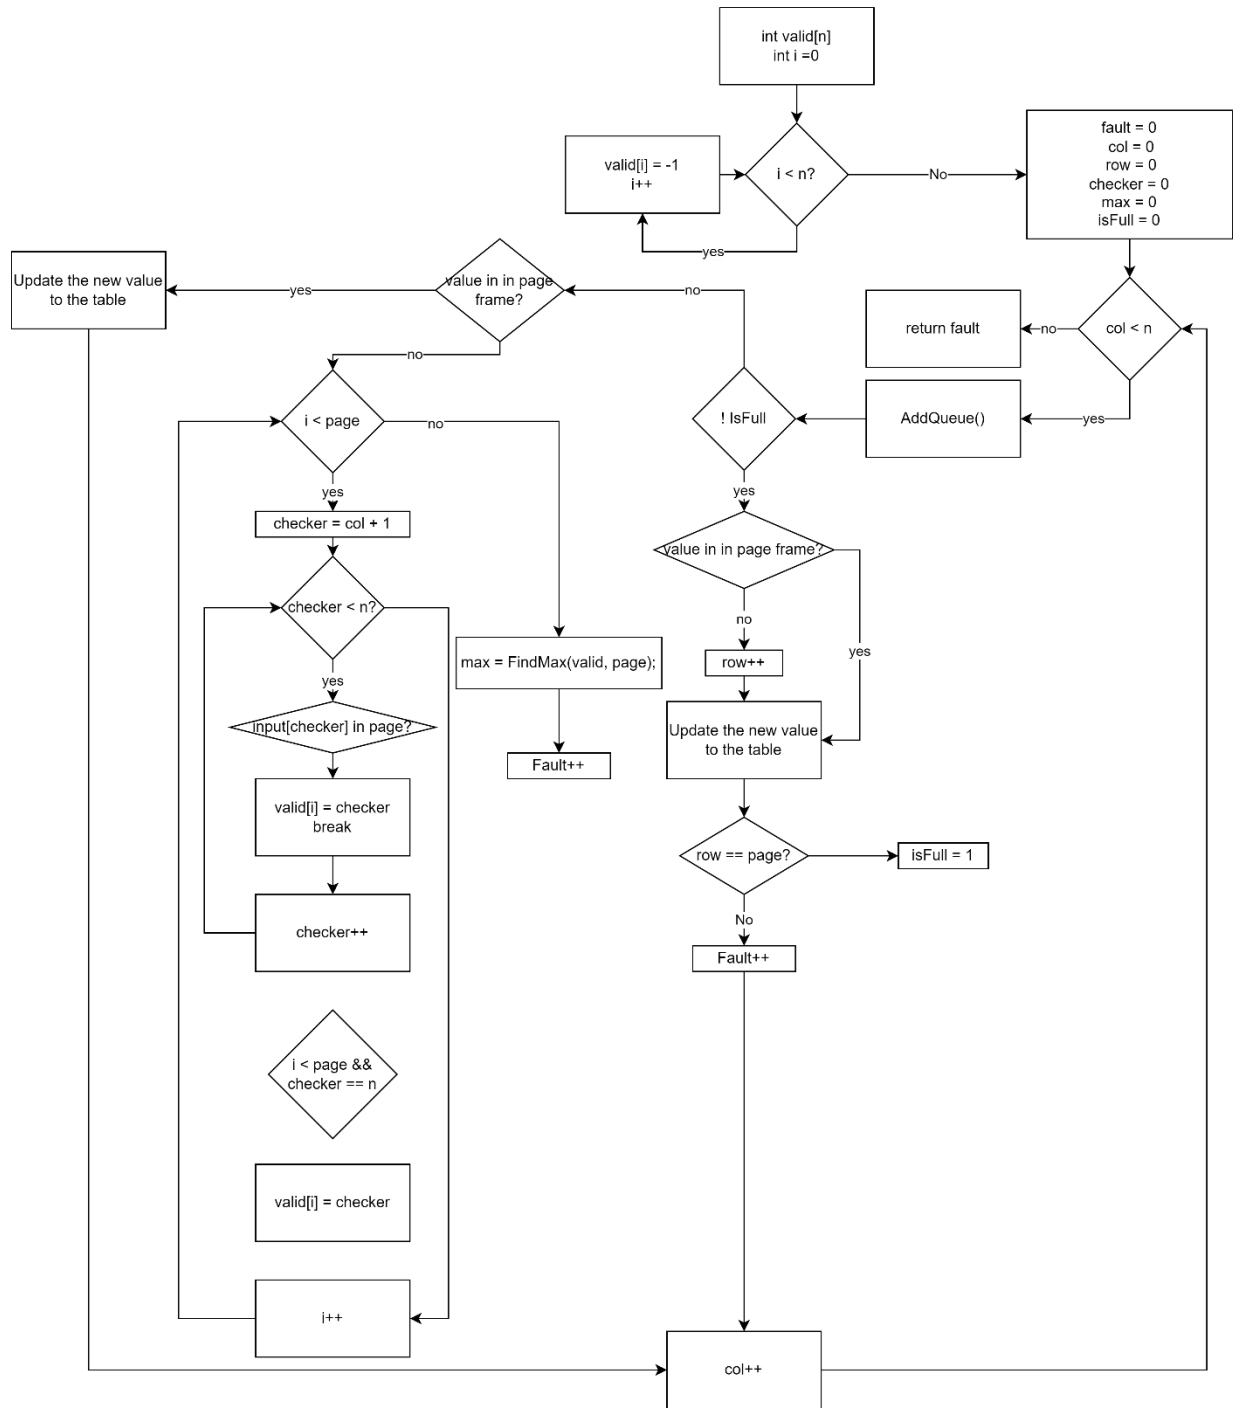 int valid[n]
int i =0
valid[i] = -1
i++
i < n?
No
fault = 0
col = 0
row = 0
checker = 0
max = 0
isFull = 0
yes
Update the new value
to the table
yes
value in in page
frame?
no
return fault
no
col < n
no
i < page
no
! IsFull
AddQueue()
yes
yes
yes
checker = col + 1
value in in page frame?
checker < n?
no
yes
max = FindMax(valid, page);
row++
yes
input[checker] in page?
Update the new value
to the table
Fault++
valid[i] = checker
break
row == page?
isFull = 1
checker++
No
Fault++
i < page &&
checker == n
valid[i] = checker
i++
col++